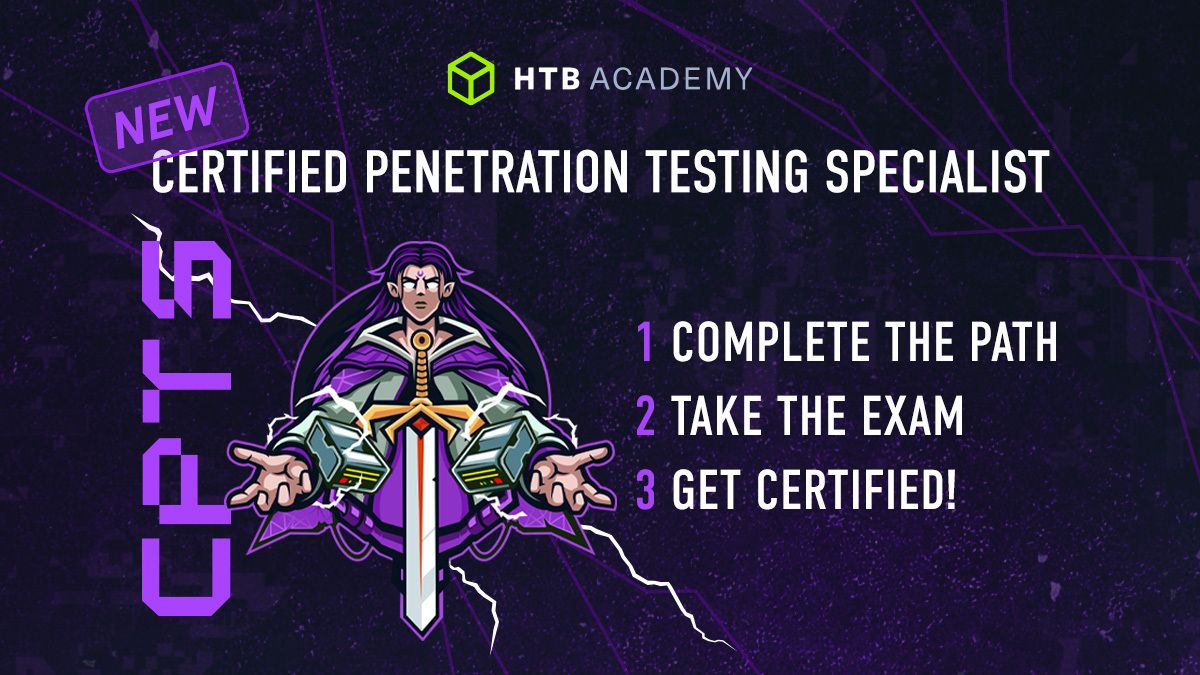 HTB ACADEMY
NEW
CERTIFIED PENETRATION TESTING SPECIALIST
CPTS
1 COMPLETE THE PATH
2 TAKE THE EXAM
3 GET CERTIFIED!